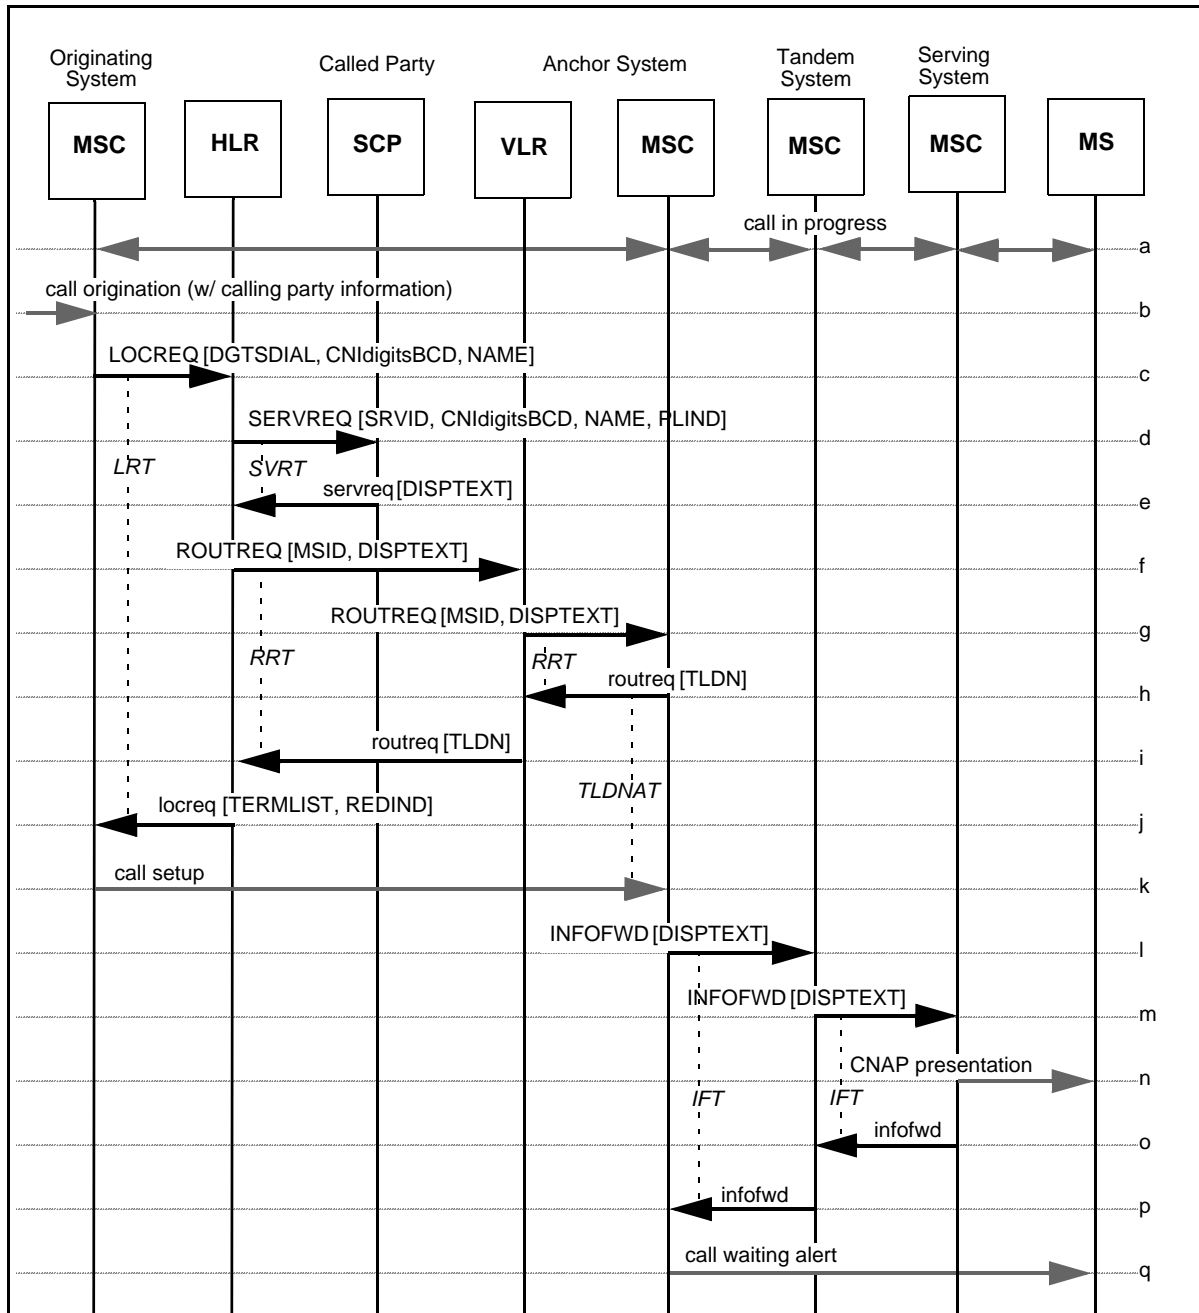 Originating
System
Called Party
Anchor System
Tandem
System
Serving
System
MSC
HLR
SCP
VLR
MSC
MSC
MSC
MS
call in progress
a
call origination (w/ calling party information)
b
LOCREQ [DGTSDIAL, CNIdigitsBCD, NAME]
c
SERVREQ [SRVID, CNIdigitsBCD, NAME, PLIND]
d
LRT
SVRT
servreq [DISPTEXT]
e
ROUTREQ [MSID, DISPTEXT]
f
ROUTREQ [MSID, DISPTEXT]
g
RRT
RRT
routreq [TLDN]
h
routreq [TLDN]
i
TLDNAT
locreq [TERMLIST, REDIND]
j
call setup
k
INFOFWD [DISPTEXT]
l
INFOFWD [DISPTEXT]
m
CNAP presentation
n
IFT
IFT
infofwd
o
infofwd
p
call waiting alert
q